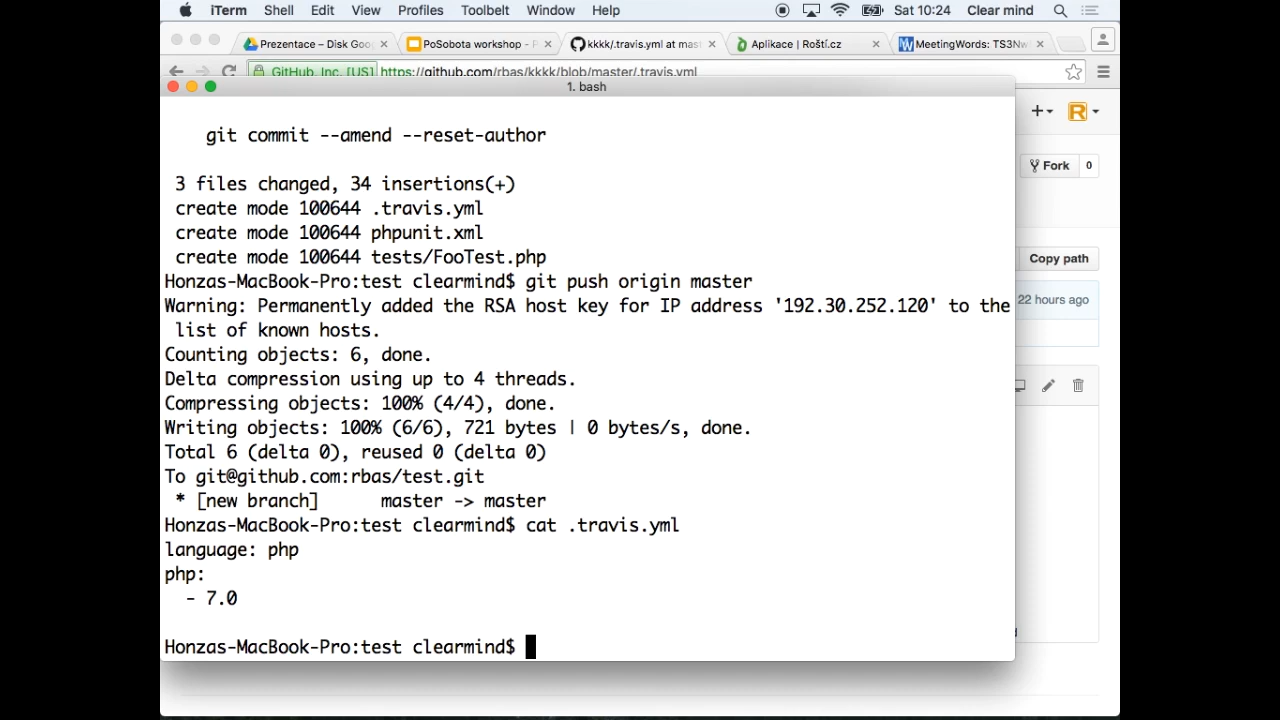 iTerm Shell Edit View Profiles Toolbelt Window Help Sat 10:24 Clear mind
Prezentace – Disk Goo × PoSobota workshop - P × kkkk/.travis.yml at mast × Aplikace | Roští.cz × MeetingWords: TS3Nw ×
GitHub, Inc. [US] https://github.com/rbas/kkkk/blob/master/.travis.yml
1. bash
R
Fork 0
Copy path
22 hours ago
git commit --amend --reset-author
3 files changed, 34 insertions(+)
create mode 100644 .travis.yml
create mode 100644 phpunit.xml
create mode 100644 tests/FooTest.php
Honzas-MacBook-Pro:test clearmind$ git push origin master
Warning: Permanently added the RSA host key for IP address '192.30.252.120' to the
list of known hosts.
Counting objects: 6, done.
Delta compression using up to 4 threads.
Compressing objects: 100% (4/4), done.
Writing objects: 100% (6/6), 721 bytes | 0 bytes/s, done.
Total 6 (delta 0), reused 0 (delta 0)
To git@github.com:rbas/test.git
* [new branch] master -> master
Honzas-MacBook-Pro:test clearmind$ cat .travis.yml
language: php
php:
- 7.0
Honzas-MacBook-Pro:test clearmind$